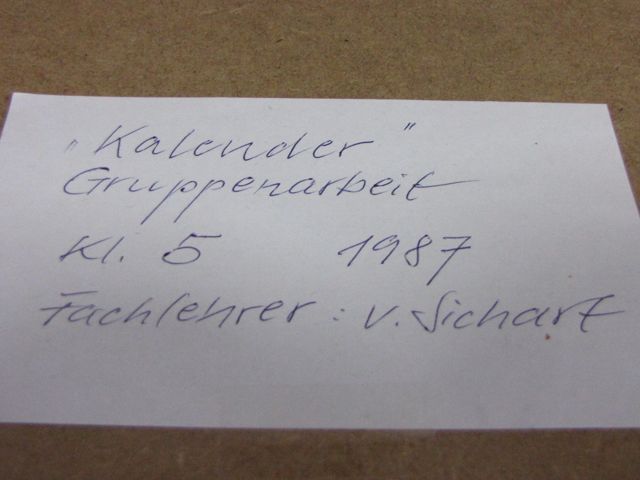 „Kalender"
Gruppenarbeit
Kl. 5 1987
Fachlehrer : v. Sichart